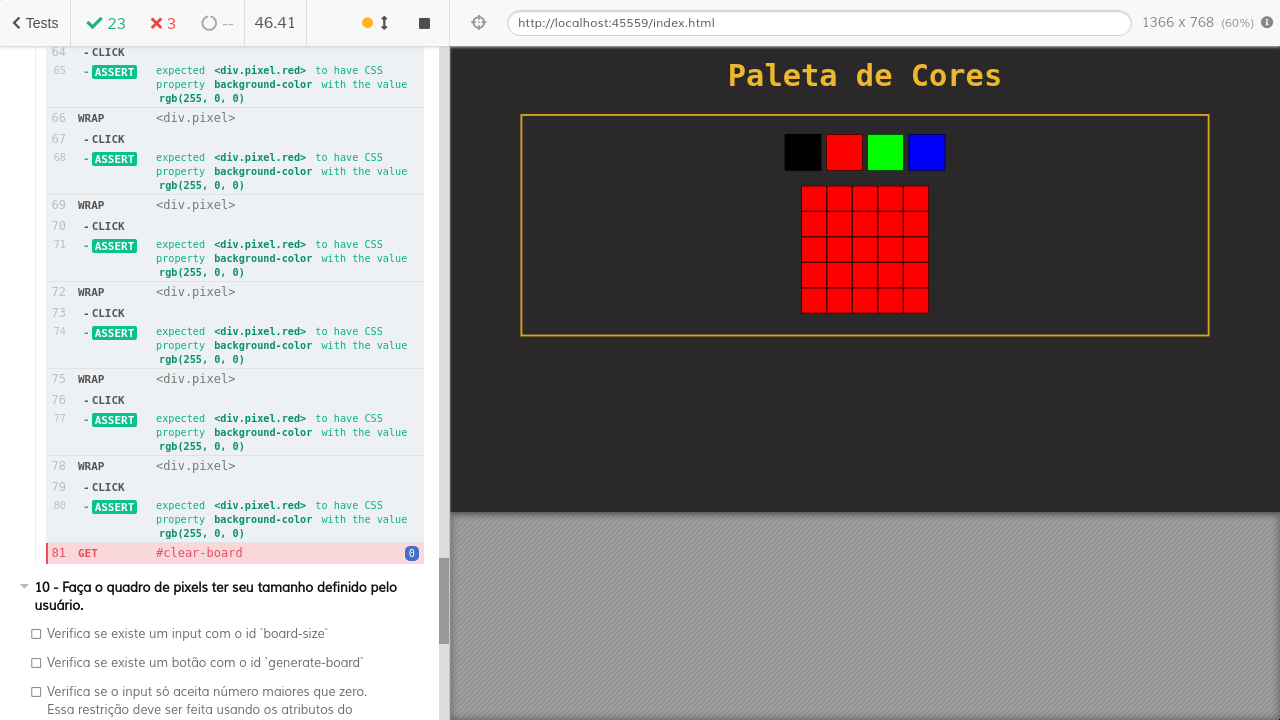 Tests
23
3
--
46.41
http://localhost:45559/index.html
1366 x 768 (60%)
64 - CLICK
65 - ASSERT expected <div.pixel.red> to have CSS
property background-color with the value
rgb(255, 0, 0)
66 WRAP <div.pixel>
67 - CLICK
68 - ASSERT expected <div.pixel.red> to have CSS
property background-color with the value
rgb(255, 0, 0)
69 WRAP <div.pixel>
70 - CLICK
71 - ASSERT expected <div.pixel.red> to have CSS
property background-color with the value
rgb(255, 0, 0)
72 WRAP <div.pixel>
73 - CLICK
74 - ASSERT expected <div.pixel.red> to have CSS
property background-color with the value
rgb(255, 0, 0)
75 WRAP <div.pixel>
76 - CLICK
77 - ASSERT expected <div.pixel.red> to have CSS
property background-color with the value
rgb(255, 0, 0)
78 WRAP <div.pixel>
79 - CLICK
80 - ASSERT expected <div.pixel.red> to have CSS
property background-color with the value
rgb(255, 0, 0)
81 GET #clear-board 0
10 - Faça o quadro de pixels ter seu tamanho definido pelo
usuário.
Verifica se existe um input com o id `board-size`
Verifica se existe um botão com o id `generate-board`
Verifica se o input só aceita número maiores que zero.
Essa restrição deve ser feita usando os atributos do
Paleta de Cores